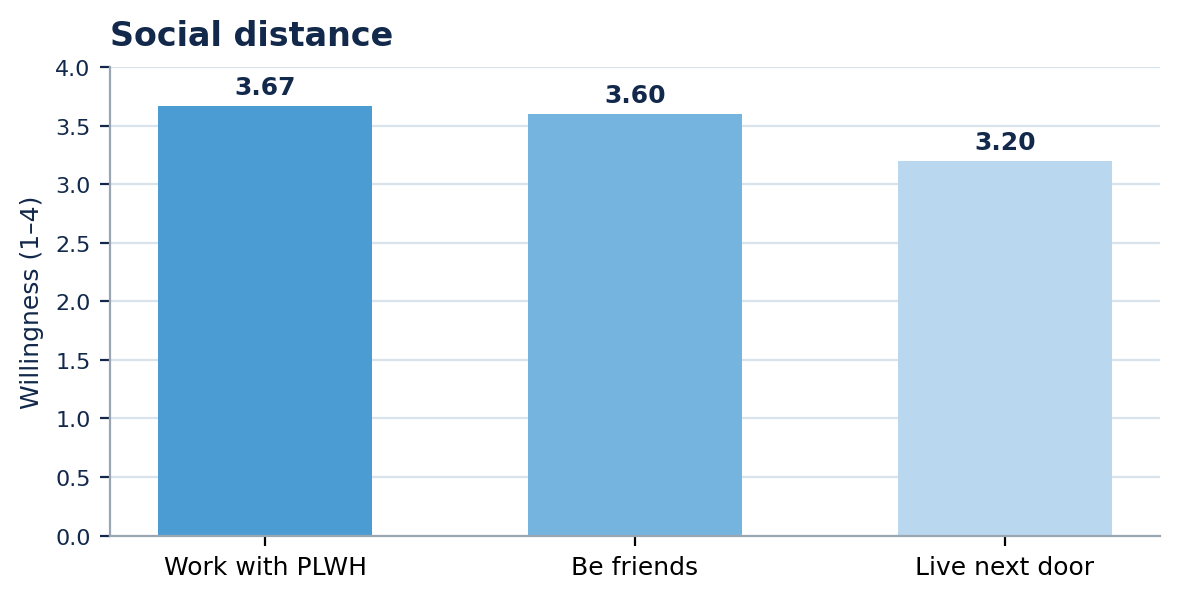 Social distance
Willingness (1–4)
4.0
3.5
3.0
2.5
2.0
1.5
1.0
0.5
0.0
3.67
3.60
3.20
Work with PLWH
Be friends
Live next door